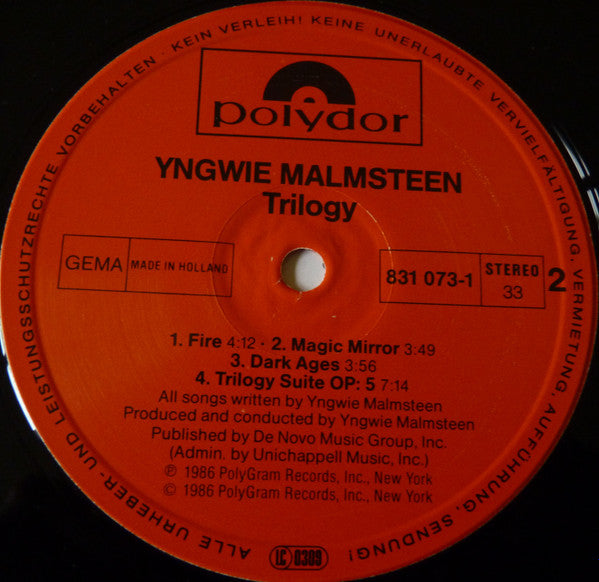 ALLE URHEBER- UND LEISTUNGSSCHUTZRECHTE VORBEHALTEN · KEIN VERLEIH! KEINE UNERLAUBTE VERVIELFÄLTIGUNG, VERMIETUNG, AUFFÜHRUNG, SENDUNG!
polydor
YNGWIE MALMSTEEN
Trilogy
GEMA MADE IN HOLLAND
831 073-1 STEREO 33 2
1. Fire 4:12 · 2. Magic Mirror 3:49
3. Dark Ages 3:56
4. Trilogy Suite OP: 5 7:14
All songs written by Yngwie Malmsteen
Produced and conducted by Yngwie Malmsteen
Published by De Novo Music Group, Inc.
(Admin. by Unichappell Music, Inc.)
℗ 1986 PolyGram Records, Inc., New York
© 1986 PolyGram Records, Inc., New York
LC 0309